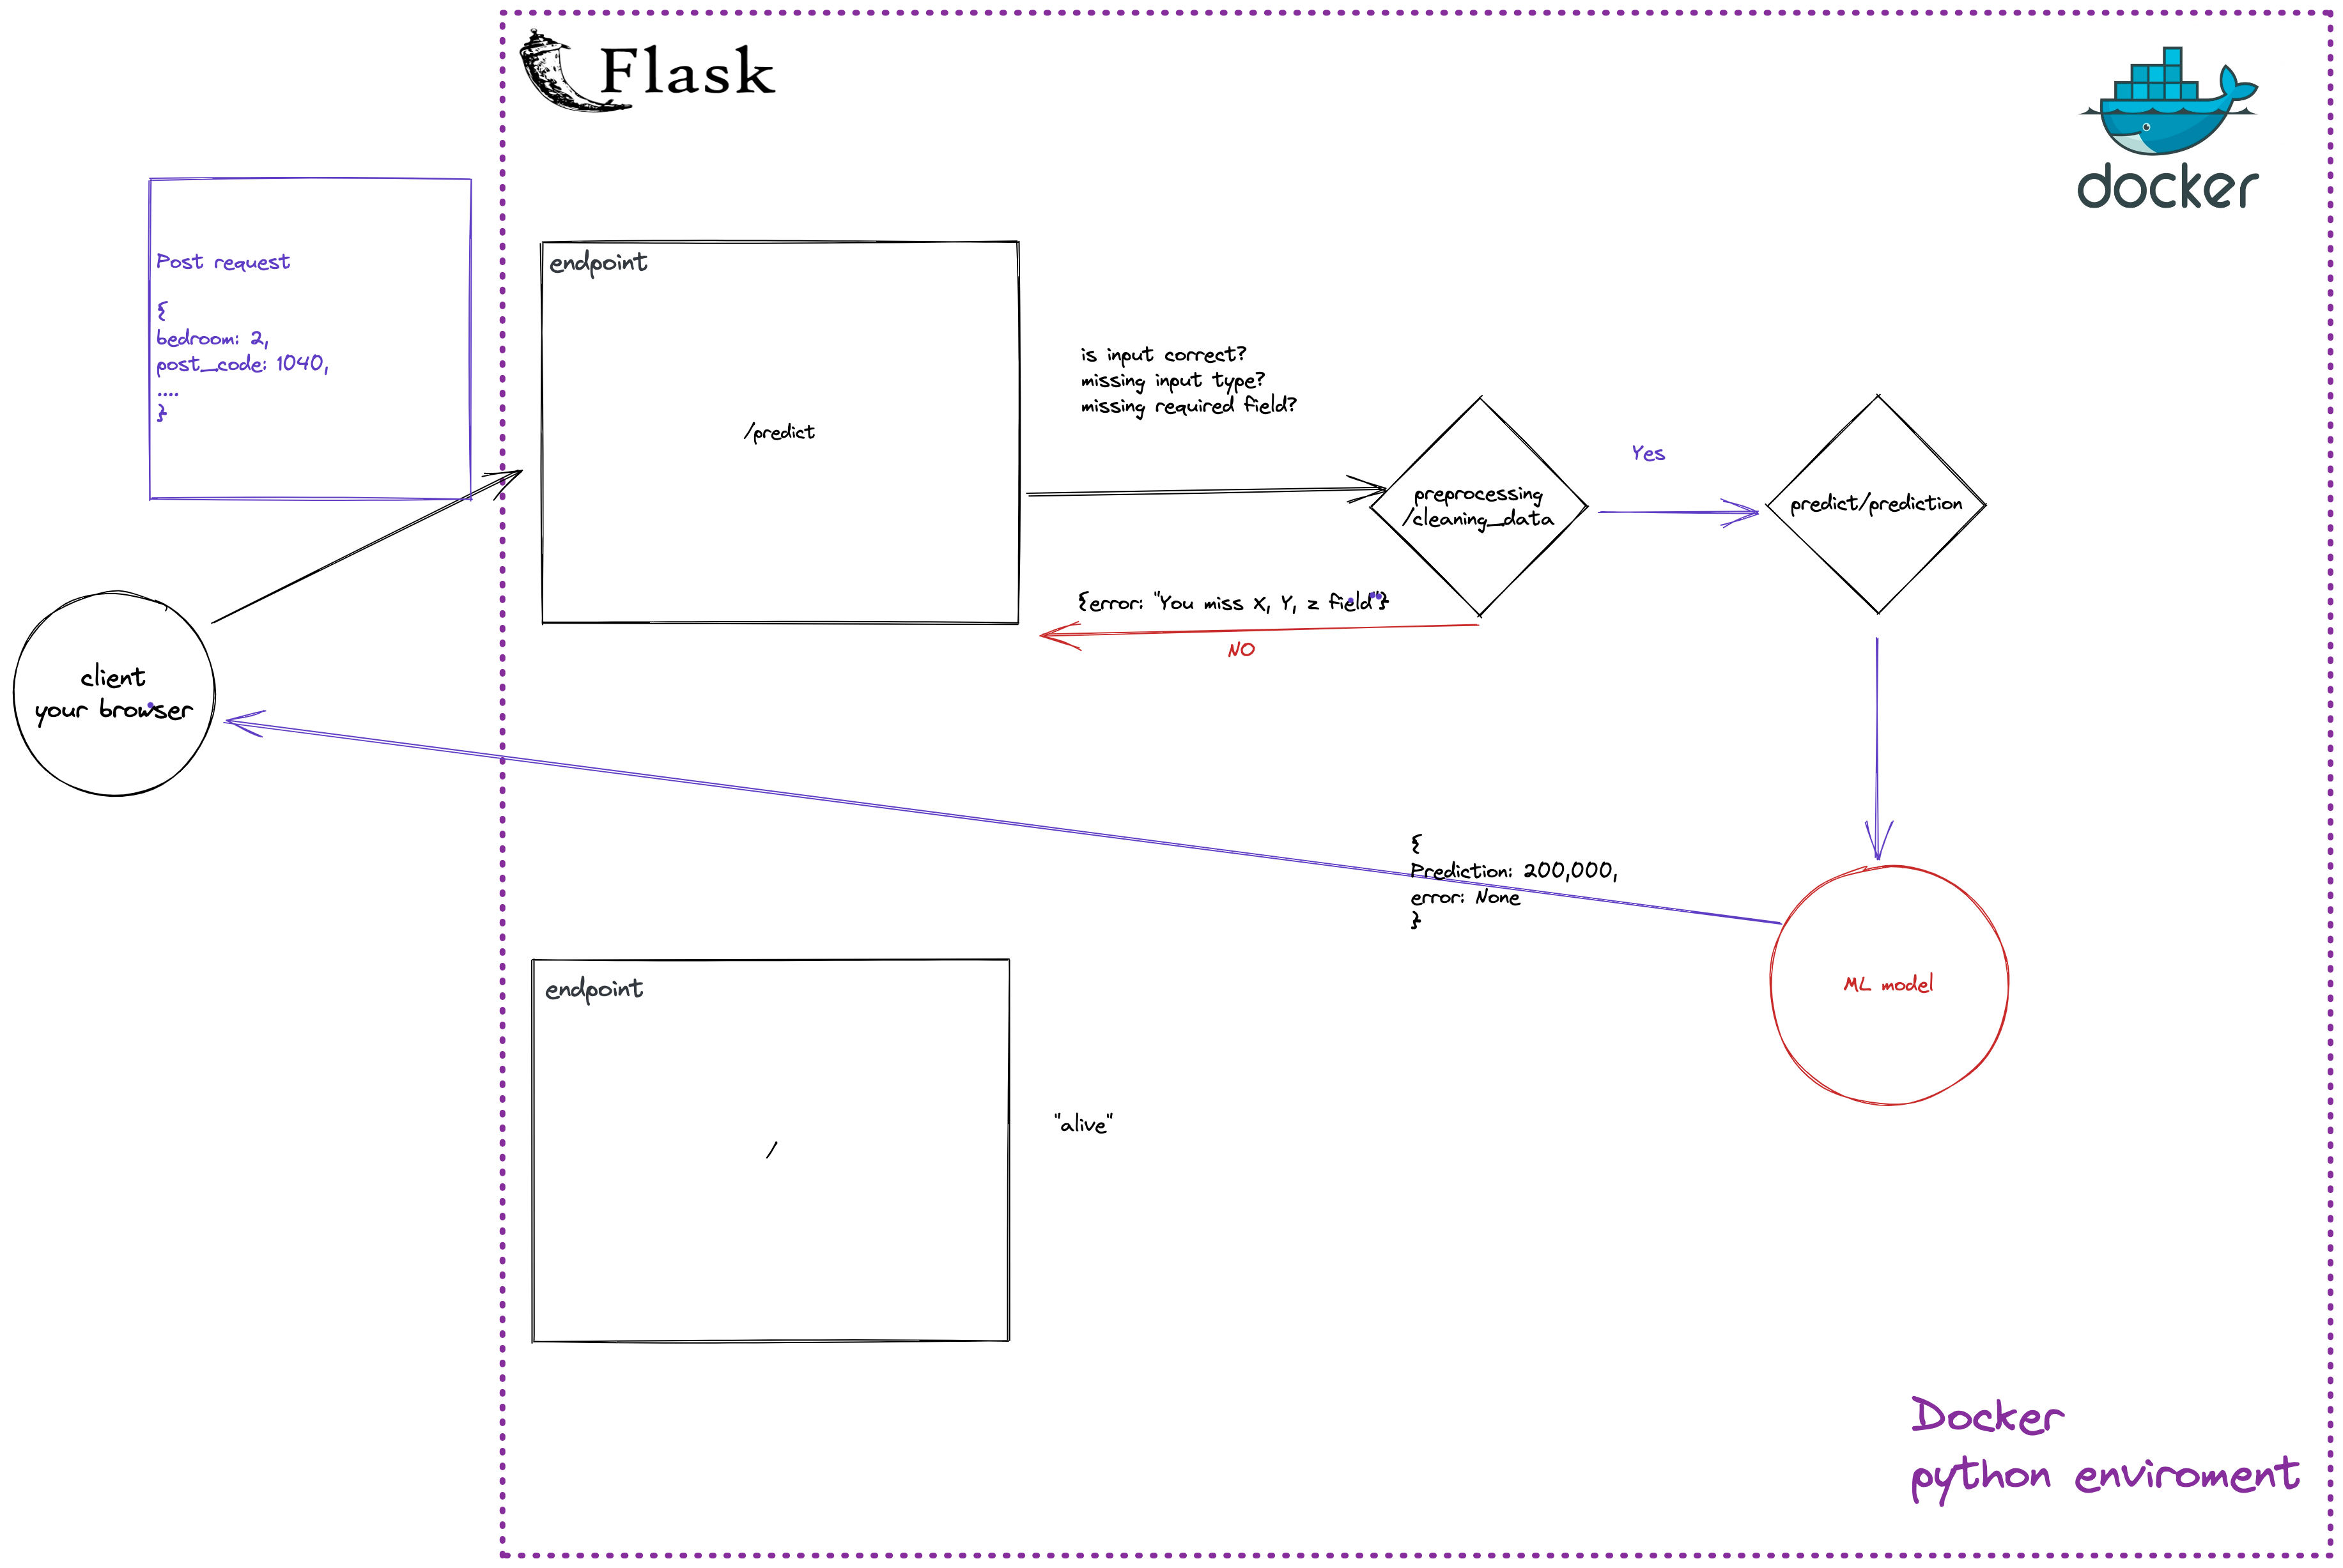 Flask
docker
Post request
{
bedroom: 2,
post_code: 1040,
....
}
endpoint
/predict
is input correct?
missing input type?
missing required field?
preprocessing
/cleaning_data
Yes
predict/prediction
{error: "You miss X, Y, z field"}
NO
client
your browser
{
Prediction: 200,000,
error: None
}
ML model
endpoint
/
"alive"
Docker
python enviroment